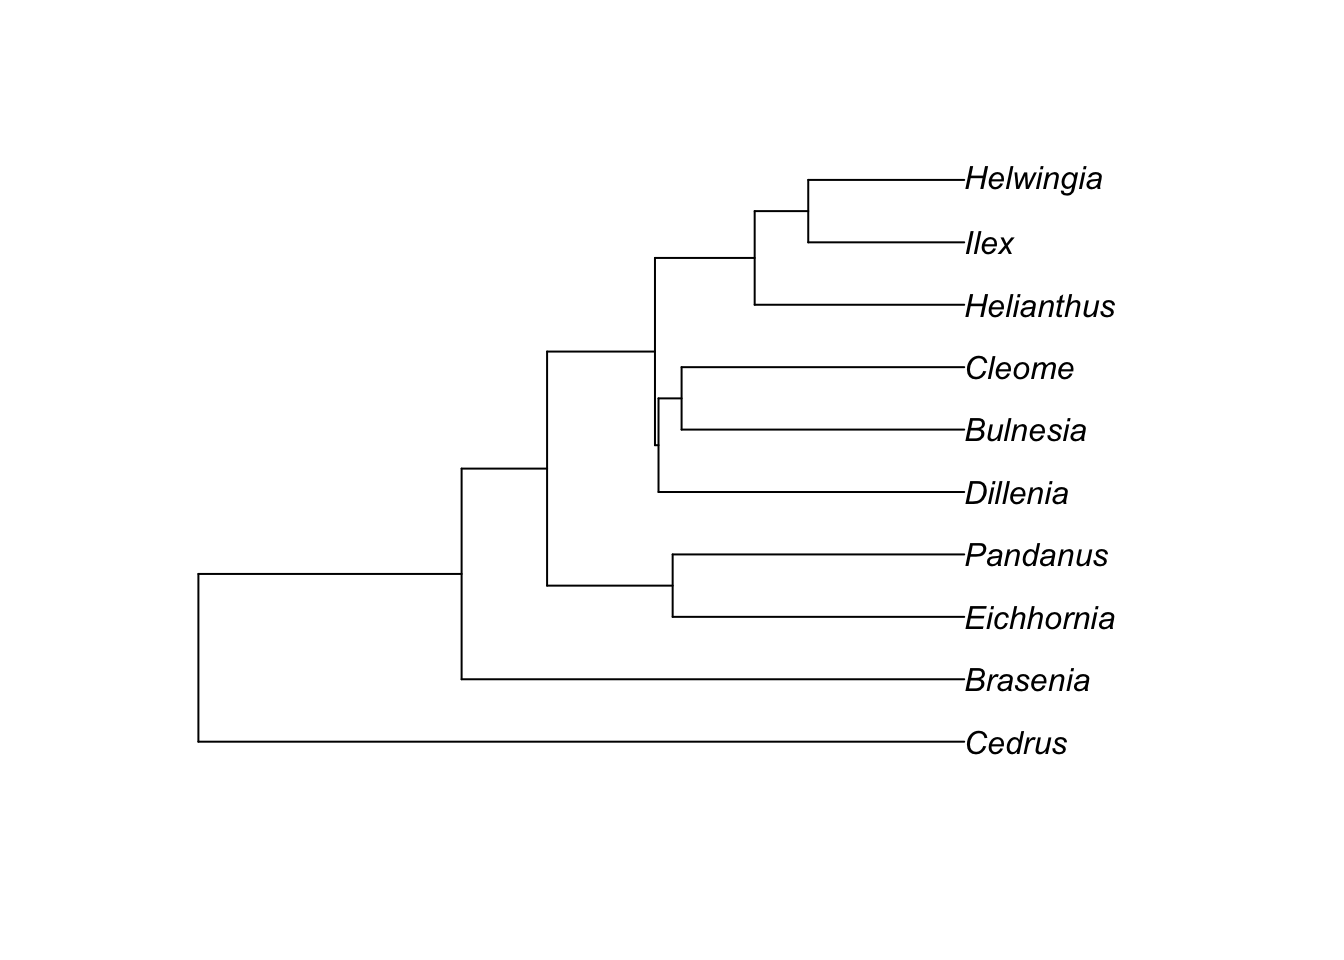 Helwingia
Ilex
Helianthus
Cleome
Bulnesia
Dillenia
Pandanus
Eichhornia
Brasenia
Cedrus